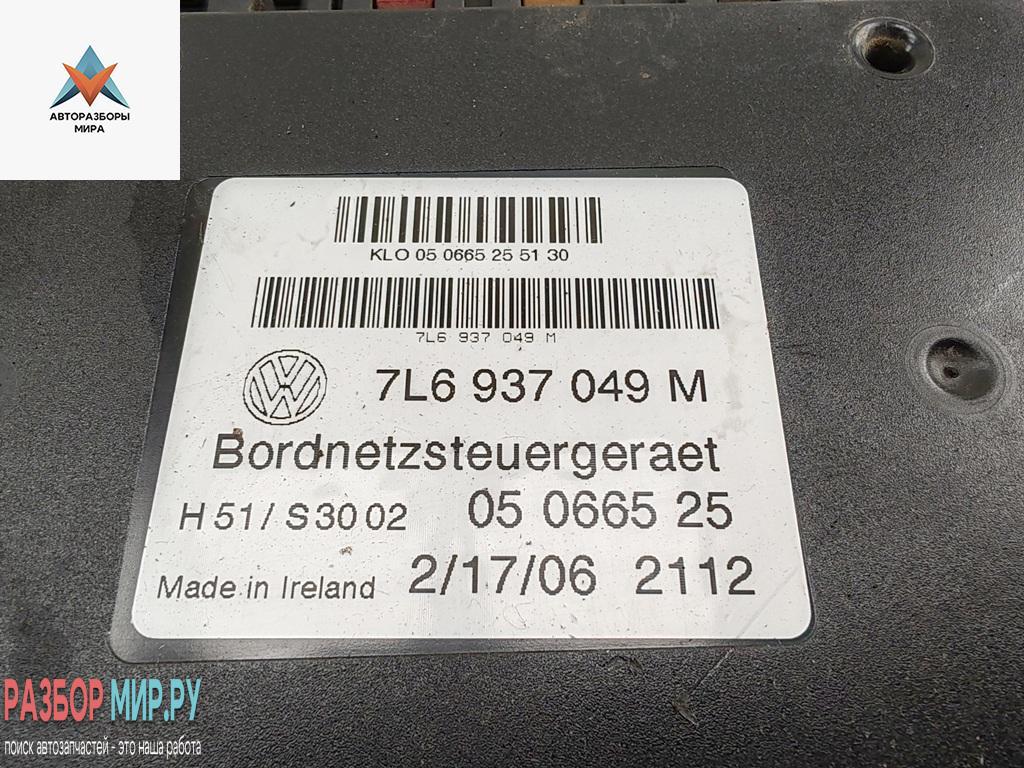 АВТОРАЗБОРЫ
МИРА
KLO 05 0665 25 51 30
7L6 937 049 M
7L6 937 049 M
Bordnetzsteuergeraet
H 51 / S 30 02 05 0665 25
Made in Ireland 2/17/06 2112
РАЗБОР МИР.РУ
поиск автозапчастей - это наша работа